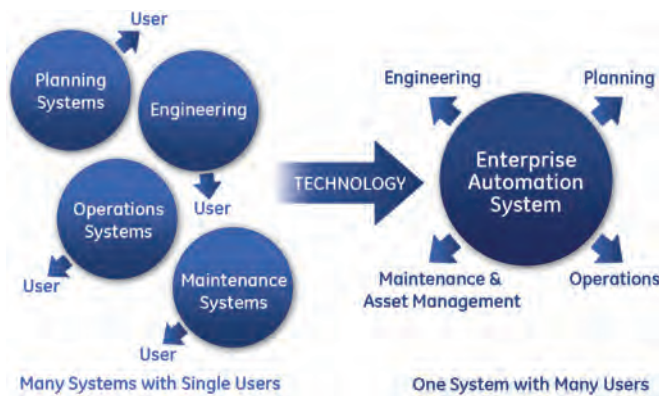 User
Planning
Systems
Engineering
User
Operations
Systems
User
Maintenance
Systems
User
Many Systems with Single Users
TECHNOLOGY
Engineering
Planning
Enterprise
Automation
System
Maintenance &
Asset Management
Operations
One System with Many Users